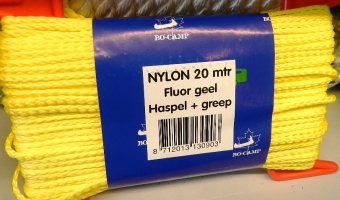 BO-CAMP
NYLON 20 mtr
Fluor geel
Haspel + greep
8 712013 130903
BO-CAMP